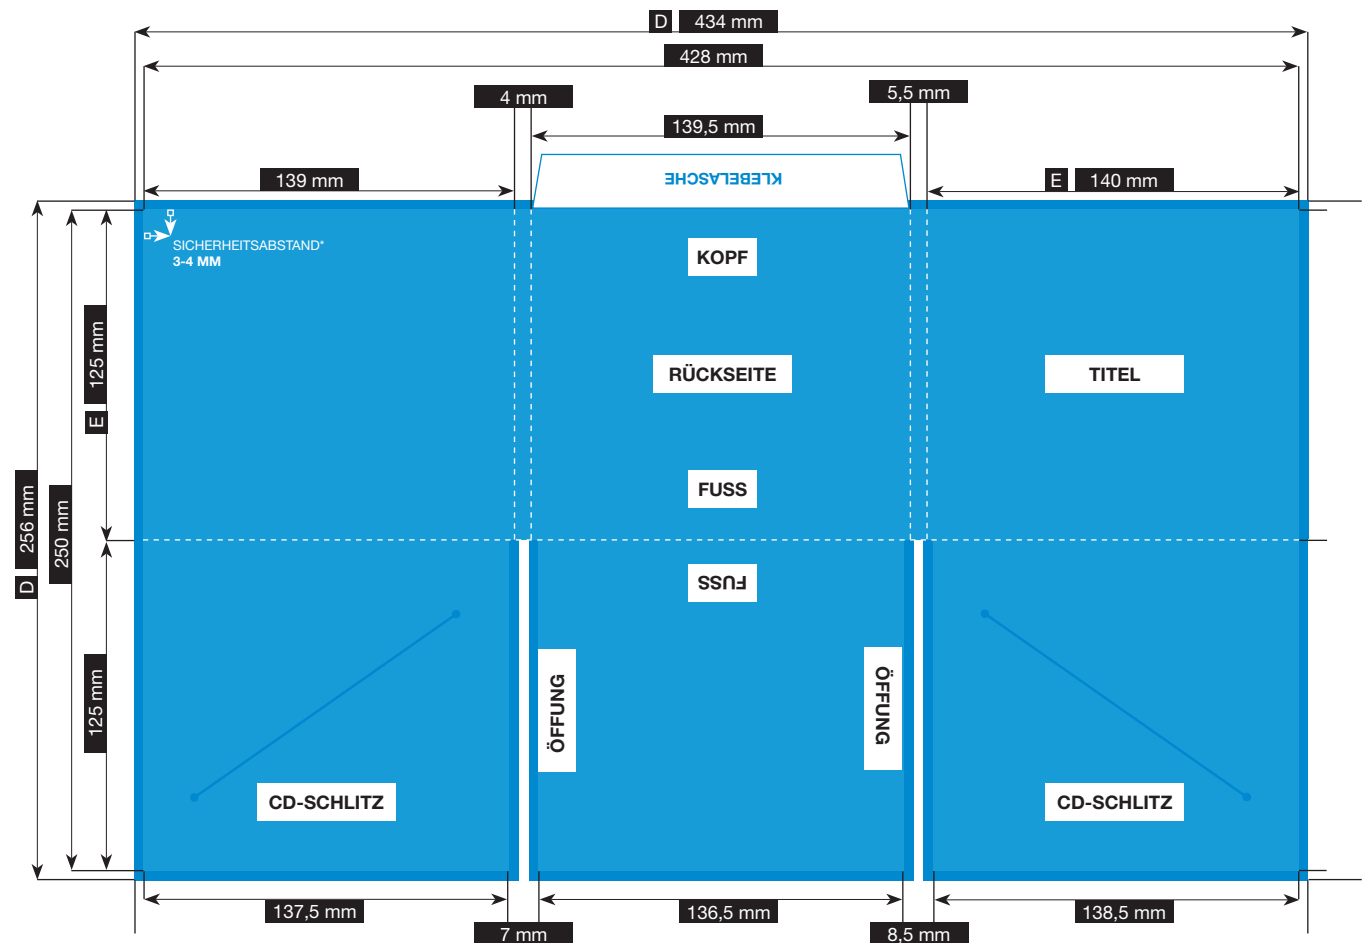 D 434 mm
428 mm
4 mm
5,5 mm
139,5 mm
KLEBELASCHE
139 mm
E 140 mm
SICHERHEITSABSTAND*
3-4 MM
KOPF
125 mm
E
RÜCKSEITE
TITEL
FUSS
256 mm
D
250 mm
FUSS
125 mm
ÖFFUNG
ÖFFUNG
CD-SCHLITZ
CD-SCHLITZ
137,5 mm
136,5 mm
138,5 mm
7 mm
8,5 mm